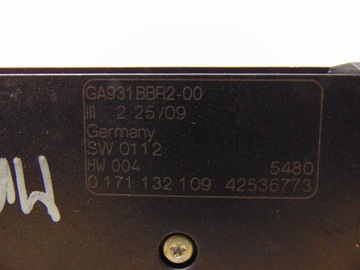 GA931BBR2-00
III 2 25/09
Germany
SW 0112
HW 004 5480
0 171 132 109 42536773